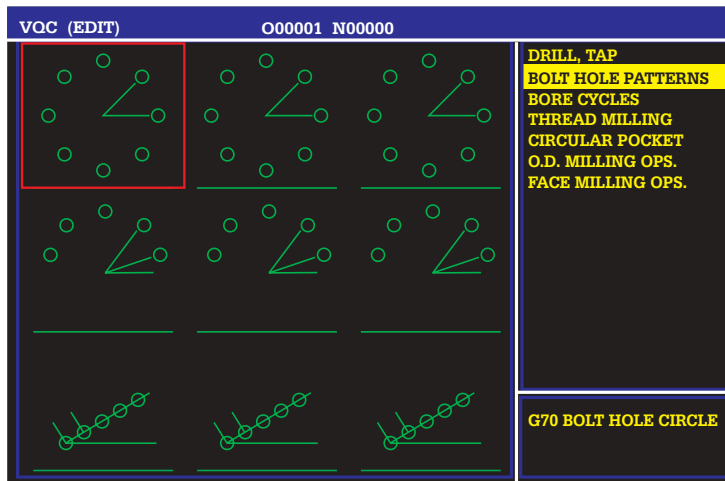 VQC (EDIT) O00001 N00000
DRILL, TAP
BOLT HOLE PATTERNS
BORE CYCLES
THREAD MILLING
CIRCULAR POCKET
O.D. MILLING OPS.
FACE MILLING OPS.
G70 BOLT HOLE CIRCLE